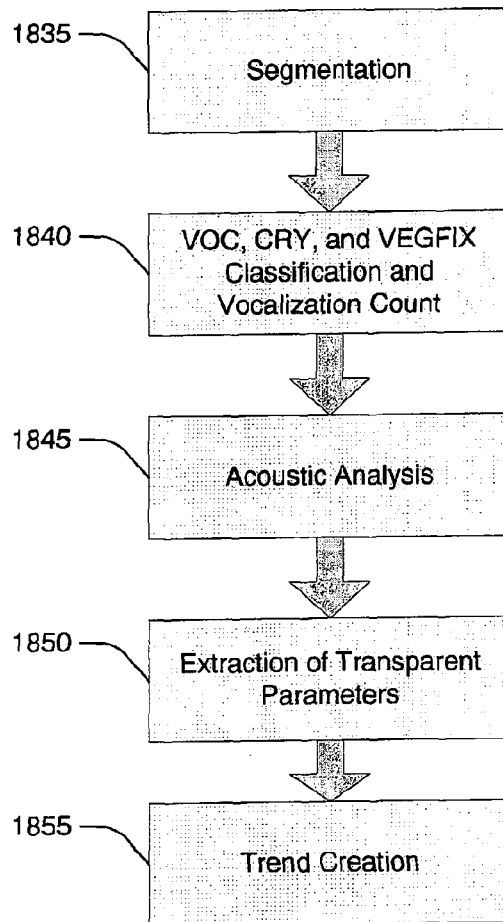 1835
Segmentation
1840
VOC, CRY, and VEGFIX
Classification and
Vocalization Count
1845
Acoustic Analysis
1850
Extraction of Transparent
Parameters
1855
Trend Creation